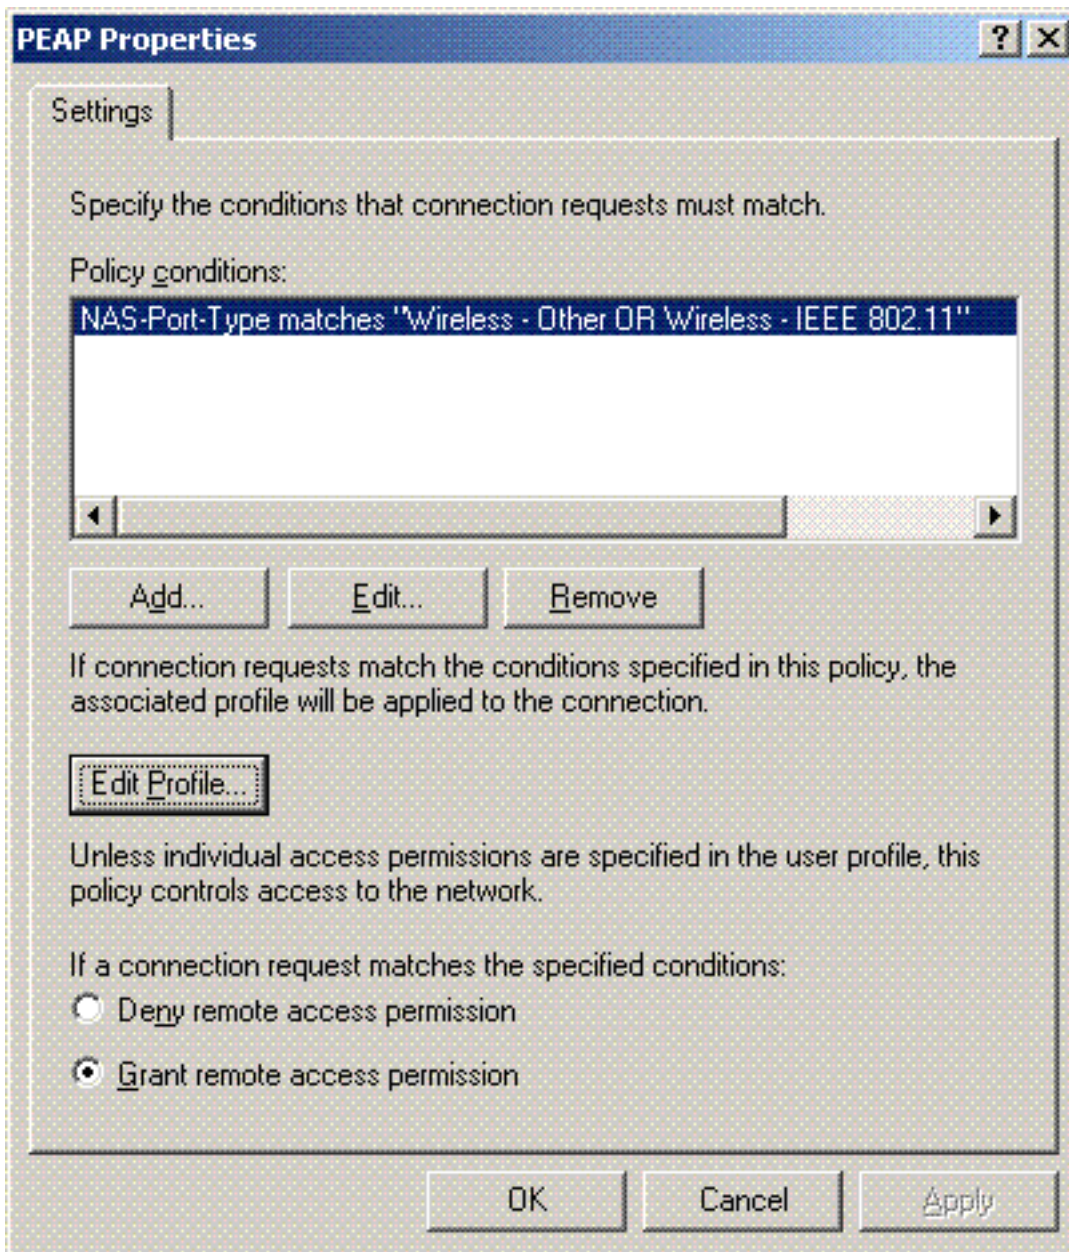 PEAP Properties
Settings
Specify the conditions that connection requests must match.
Policy conditions:
NAS-Port-Type matches "Wireless - Other OR Wireless - IEEE 802.11"
Add... Edit... Remove
If connection requests match the conditions specified in this policy, the
associated profile will be applied to the connection.
Edit Profile...
Unless individual access permissions are specified in the user profile, this
policy controls access to the network.
If a connection request matches the specified conditions:
Deny remote access permission
Grant remote access permission
OK Cancel Apply